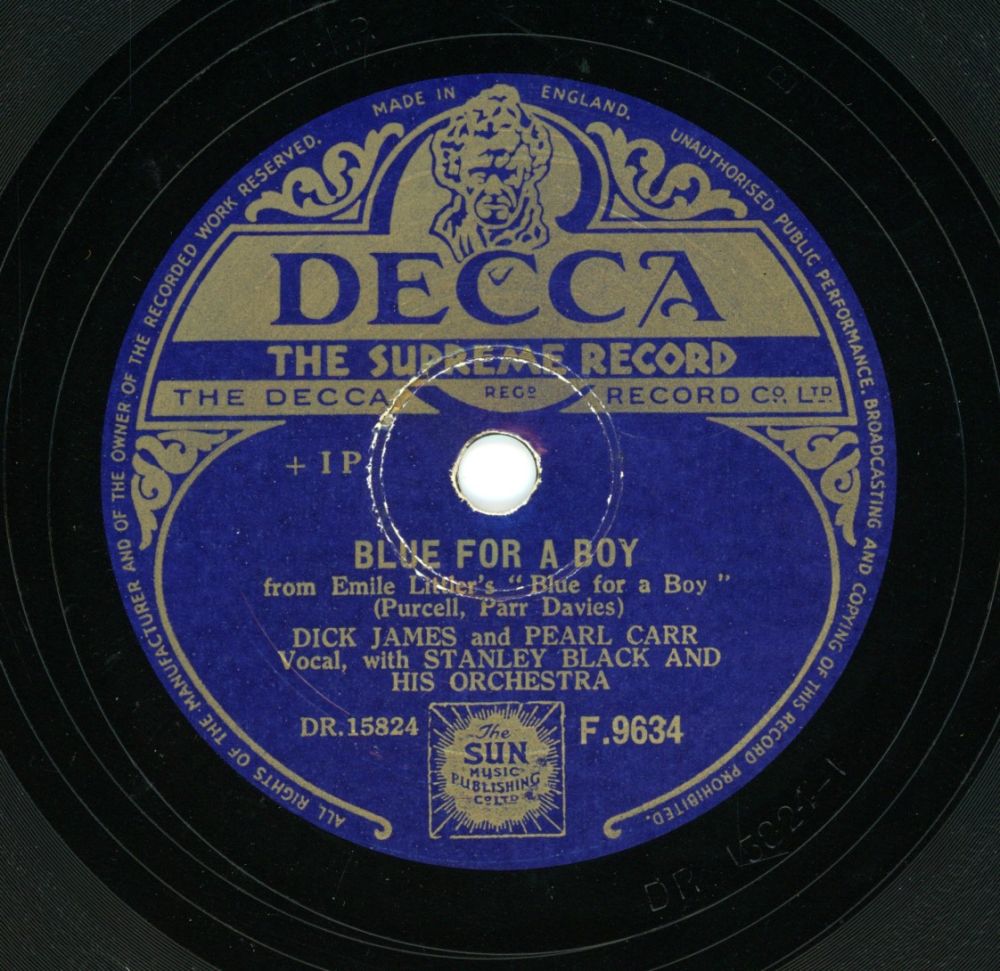 MADE IN ENGLAND.
UNAUTHORISED PUBLIC PERFORMANCE, BROADCASTING AND COPYING OF THIS RECORD PROHIBITED.
ALL RIGHTS OF THE MANUFACTURER AND OF THE OWNER OF THE RECORDED WORK RESERVED.
DECCA
THE SUPREME RECORD
THE DECCA REGD RECORD CO. LTD
+ I P
BLUE FOR A BOY
from Emile Littler's "Blue for a Boy"
(Purcell, Parr Davies)
DICK JAMES and PEARL CARR
Vocal, with STANLEY BLACK AND
HIS ORCHESTRA
DR.15824
The
SUN
MUSIC
PUBLISHING
CO LTD
F.9634
DR. 15824-1